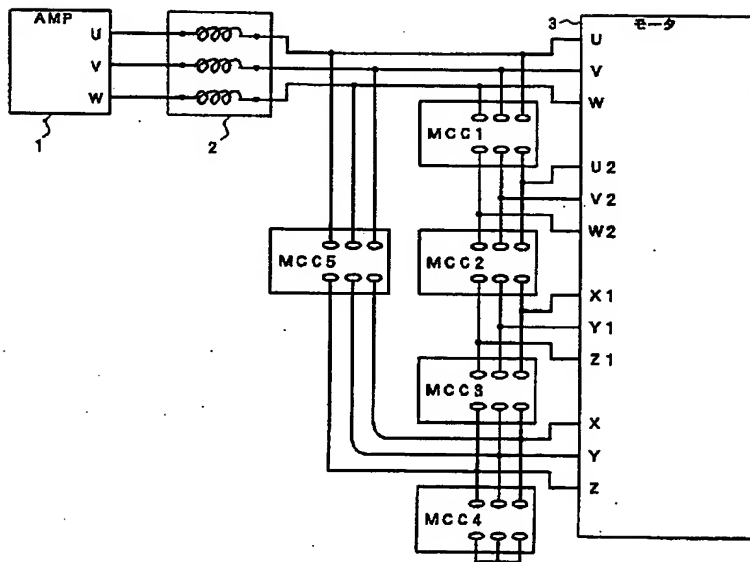 AMP
U
V
W
1
2
3
モータ
U
V
W
MCC1
U2
V2
W2
MCC5
MCC2
X1
Y1
Z1
MCC3
X
Y
Z
MCC4